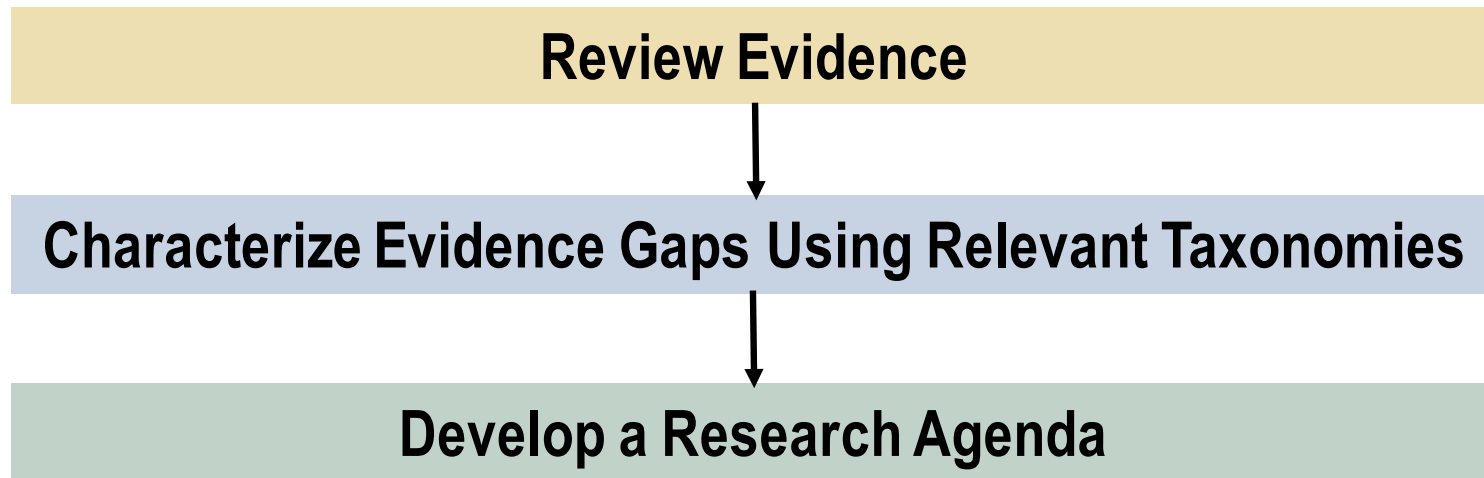 Review Evidence
Characterize Evidence Gaps Using Relevant Taxonomies
Develop a Research Agenda